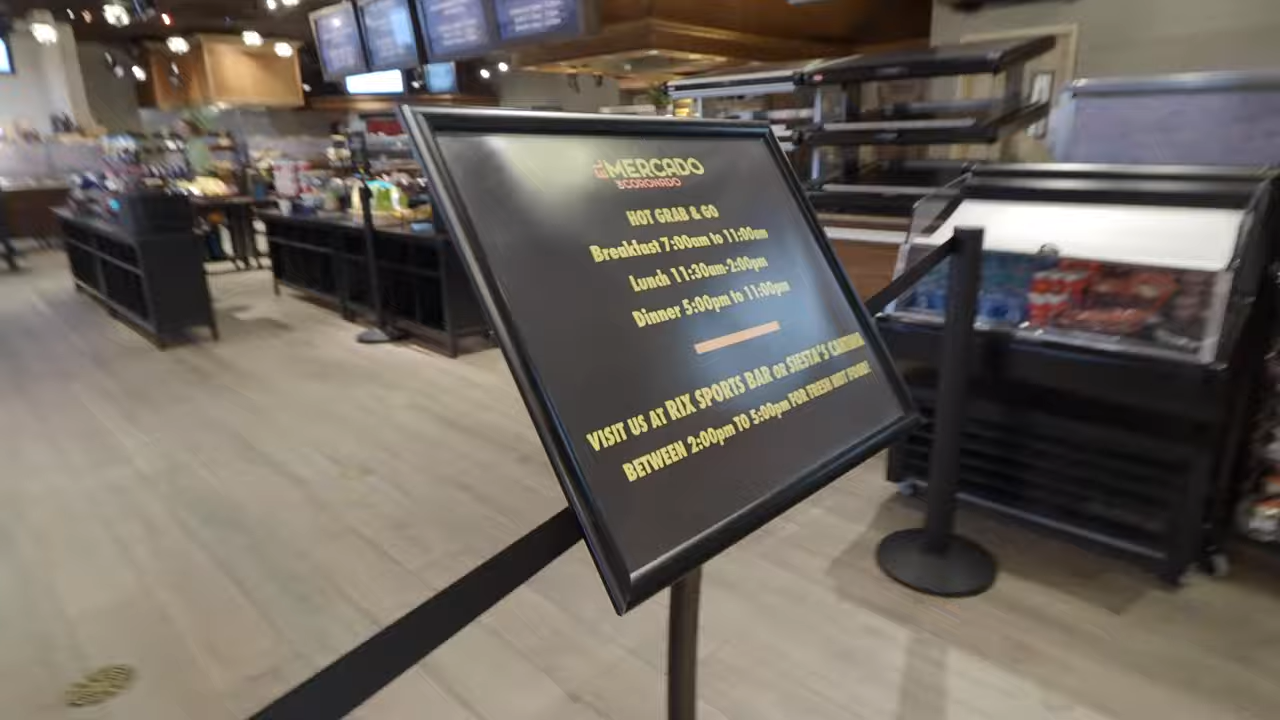 EL MERCADO
DE CORONADO
HOT GRAB & GO
Breakfast 7:00am to 11:00am
Lunch 11:30am-2:00pm
Dinner 5:00pm to 11:00pm
VISIT US AT RIX SPORTS BAR OR SIESTA'S CANTINA
BETWEEN 2:00pm TO 5:00pm FOR FRESH HOT FOOD!